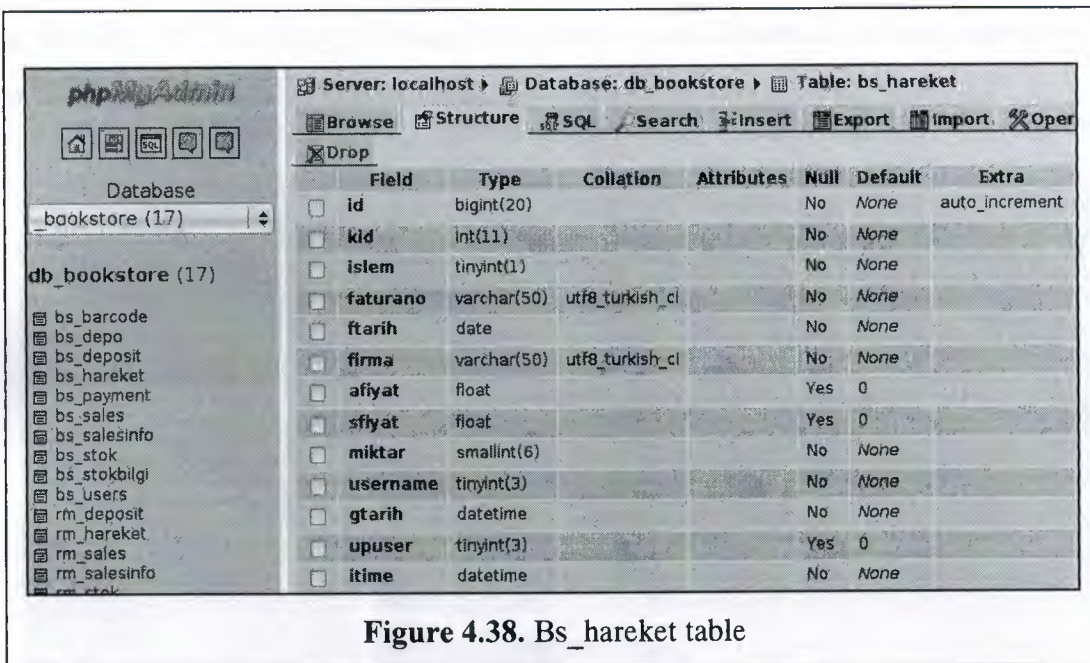 phpMyAdmin
Database
_bookstore (17)
db_bookstore (17)
bs_barcode
bs_depo
bs_deposit
bs_hareket
bs_payment
bs_sales
bs_salesinfo
bs_stok
bs_stokbilgi
bs_users
rm_deposit
rm_hareket
rm_sales
rm_salesinfo
rm_stok
Server: localhost Database: db_bookstore Table: bs_hareket
Browse Structure SQL Search Insert Export Import Oper
Drop
Field Type Collation Attributes Null Default Extra
id bigint(20) No None auto_increment
kid int(11) No None
islem tinyint(1) No None
faturano varchar(50) utf8_turkish_ci No None
ftarih date No None
firma varchar(50) utf8_turkish_ci No None
afiyat float Yes 0
sfiyat float Yes 0
miktar smallint(6) No None
username tinyint(3) No None
gtarih datetime No None
upuser tinyint(3) Yes 0
itime datetime No None
Figure 4.38. Bs_hareket table